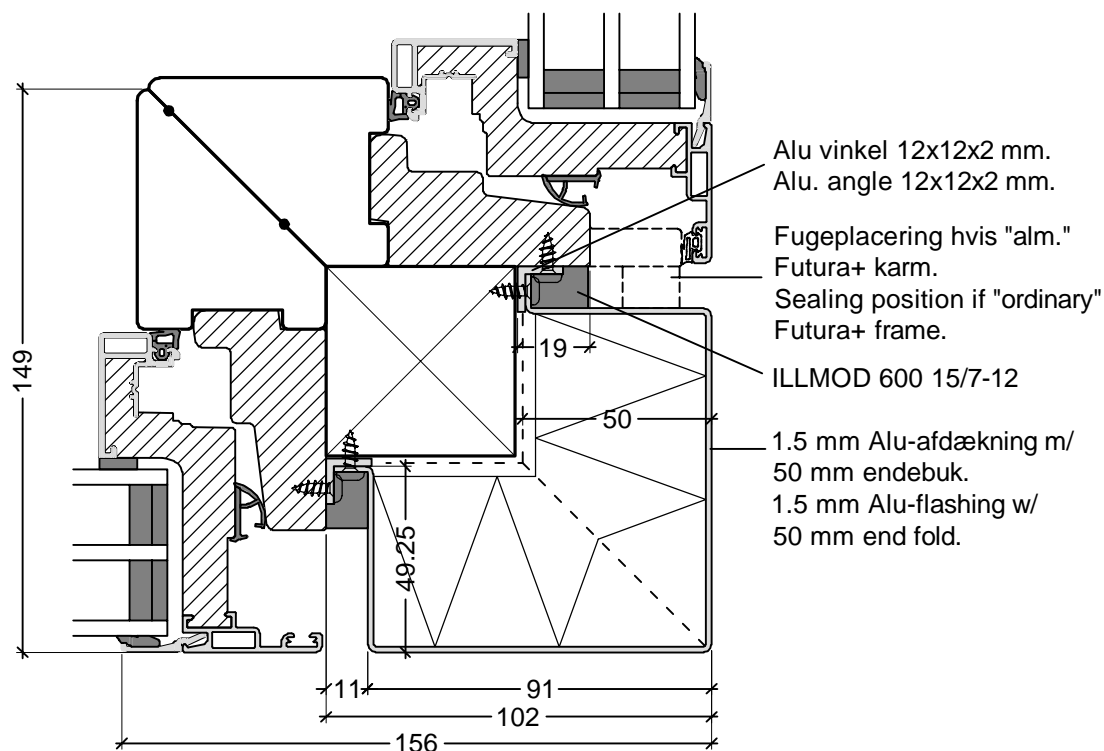 Alu vinkel 12x12x2 mm.
Alu. angle 12x12x2 mm.
Fugeplacering hvis "alm."
Futura+ karm.
Sealing position if "ordinary"
Futura+ frame.
ILLMOD 600 15/7-12
1.5 mm Alu-afdækning m/
50 mm endebuk.
1.5 mm Alu-flashing w/
50 mm end fold.
149
19
50
49.25
11
91
102
156